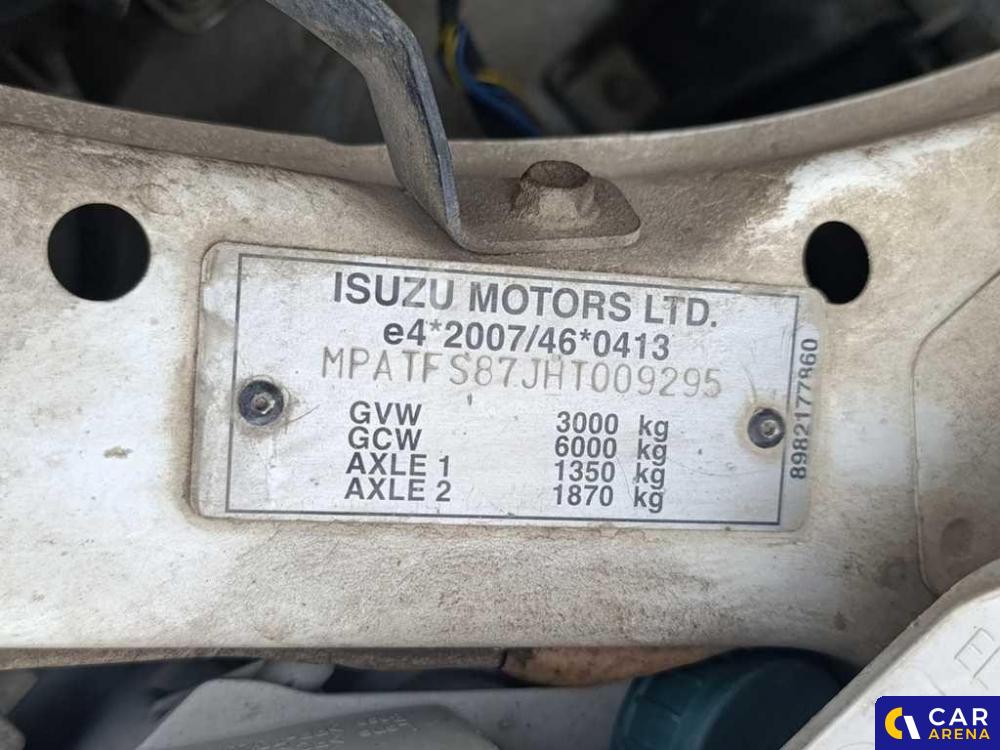 ISUZU MOTORS LTD.
e4*2007/46*0413
MPATFS87JHT009295
GVW 3000 kg
GCW 6000 kg
AXLE 1 1350 kg
AXLE 2 1870 kg
8982177860
CAR
ARENA